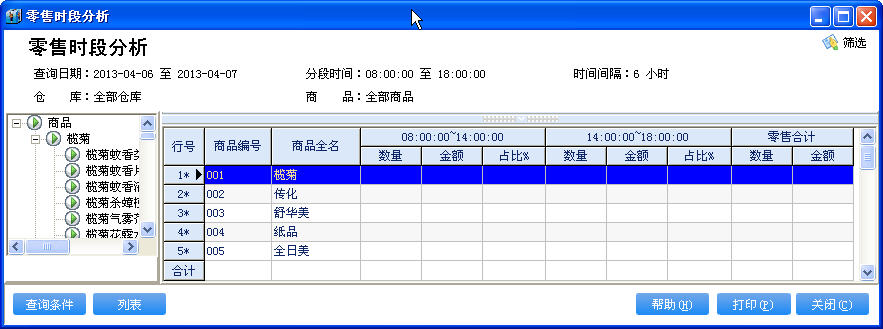 零售时段分析
零售时段分析
筛选
查询日期：2013-04-06 至 2013-04-07 分段时间：08:00:00 至 18:00:00 时间间隔：6 小时
仓 库：全部仓库 商 品：全部商品
商品
榄菊
榄菊蚊香
榄菊蚊香
榄菊蚊香
榄菊杀蟑
榄菊气雾
榄菊花露
行号 商品编号 商品全名 08:00:00~14:00:00 14:00:00~18:00:00 零售合计
数量 金额 占比% 数量 金额 占比% 数量 金额
1* 001 榄菊
2* 002 传化
3* 003 舒华美
4* 004 纸品
5* 005 全日美
合计
查询条件 列表 帮助(H) 打印(P) 关闭(C)